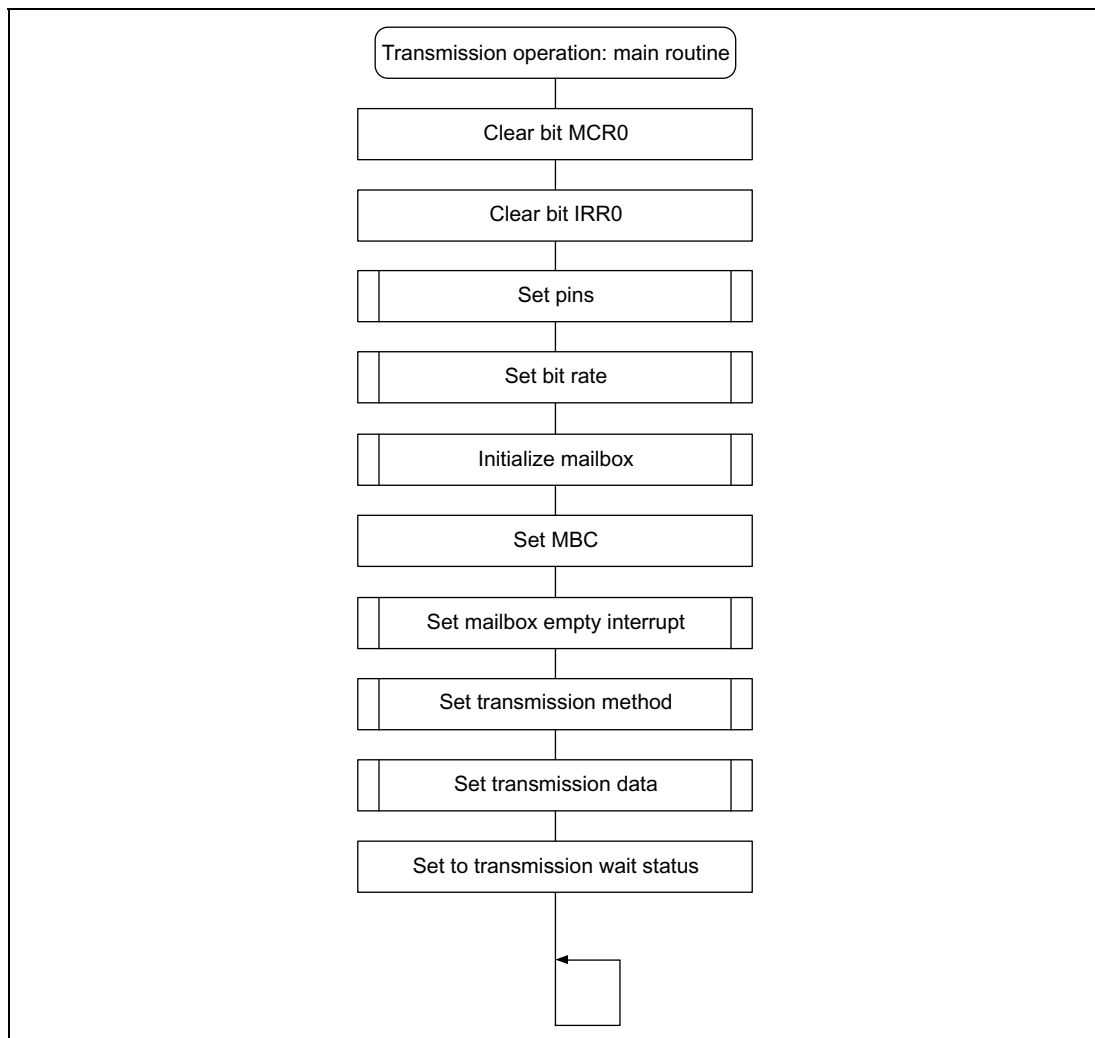 Transmission operation: main routine
Clear bit MCR0
Clear bit IRR0
Set pins
Set bit rate
Initialize mailbox
Set MBC
Set mailbox empty interrupt
Set transmission method
Set transmission data
Set to transmission wait status